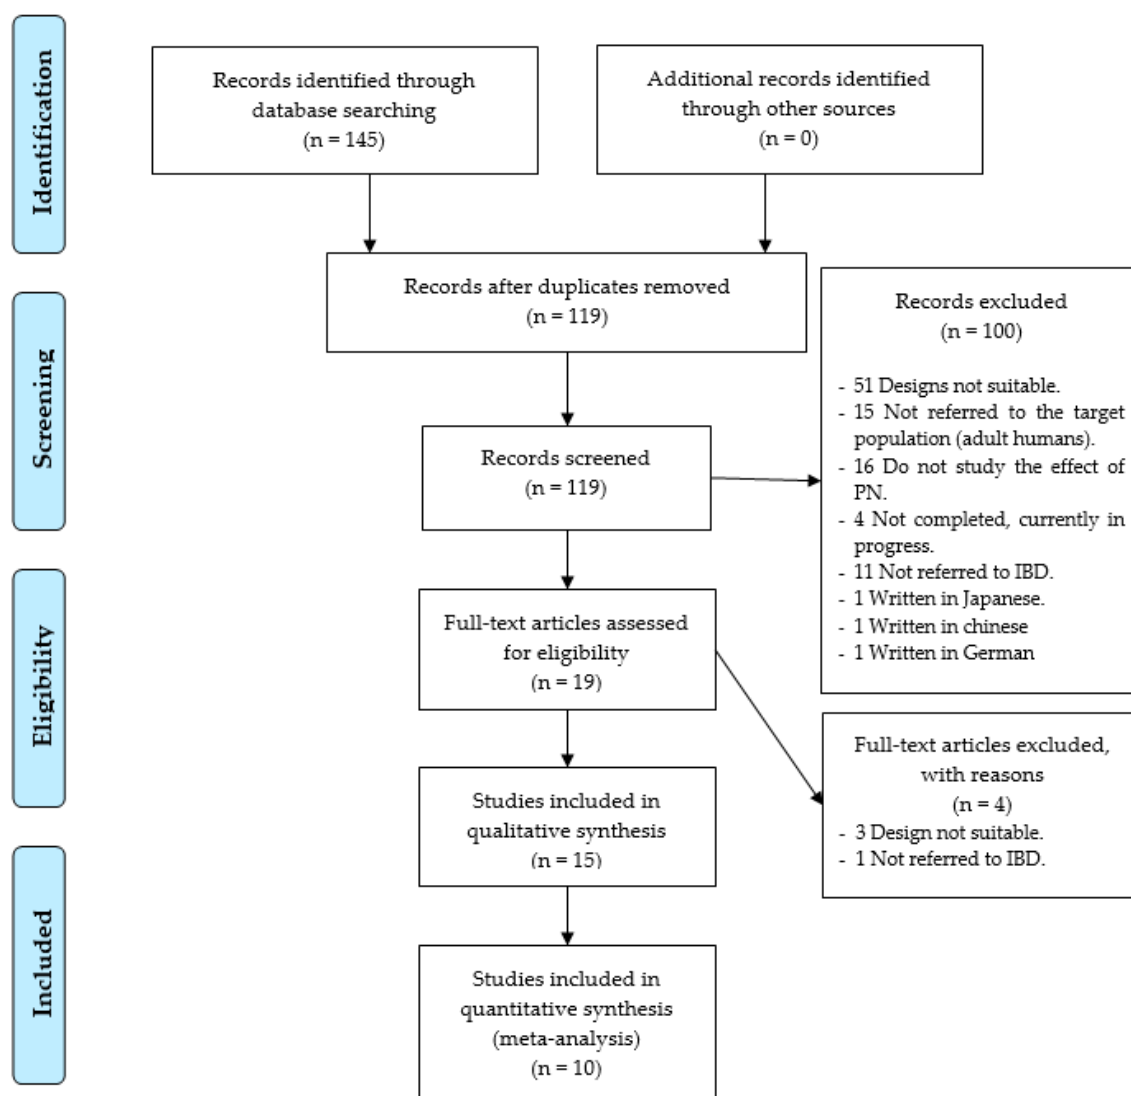 Identification
Records identified through
database searching
(n = 145)
Additional records identified
through other sources
(n = 0)
Records after duplicates removed
(n = 119)
Screening
Records screened
(n = 119)
Records excluded
(n = 100)
- 51 Designs not suitable.
- 15 Not referred to the target
population (adult humans).
- 16 Do not study the effect of
PN.
- 4 Not completed, currently in
progress.
- 11 Not referred to IBD.
- 1 Written in Japanese.
- 1 Written in chinese
- 1 Written in German
Eligibility
Full-text articles assessed
for eligibility
(n = 19)
Full-text articles excluded,
with reasons
(n = 4)
- 3 Design not suitable.
- 1 Not referred to IBD.
Studies included in
qualitative synthesis
(n = 15)
Included
Studies included in
quantitative synthesis
(meta-analysis)
(n = 10)